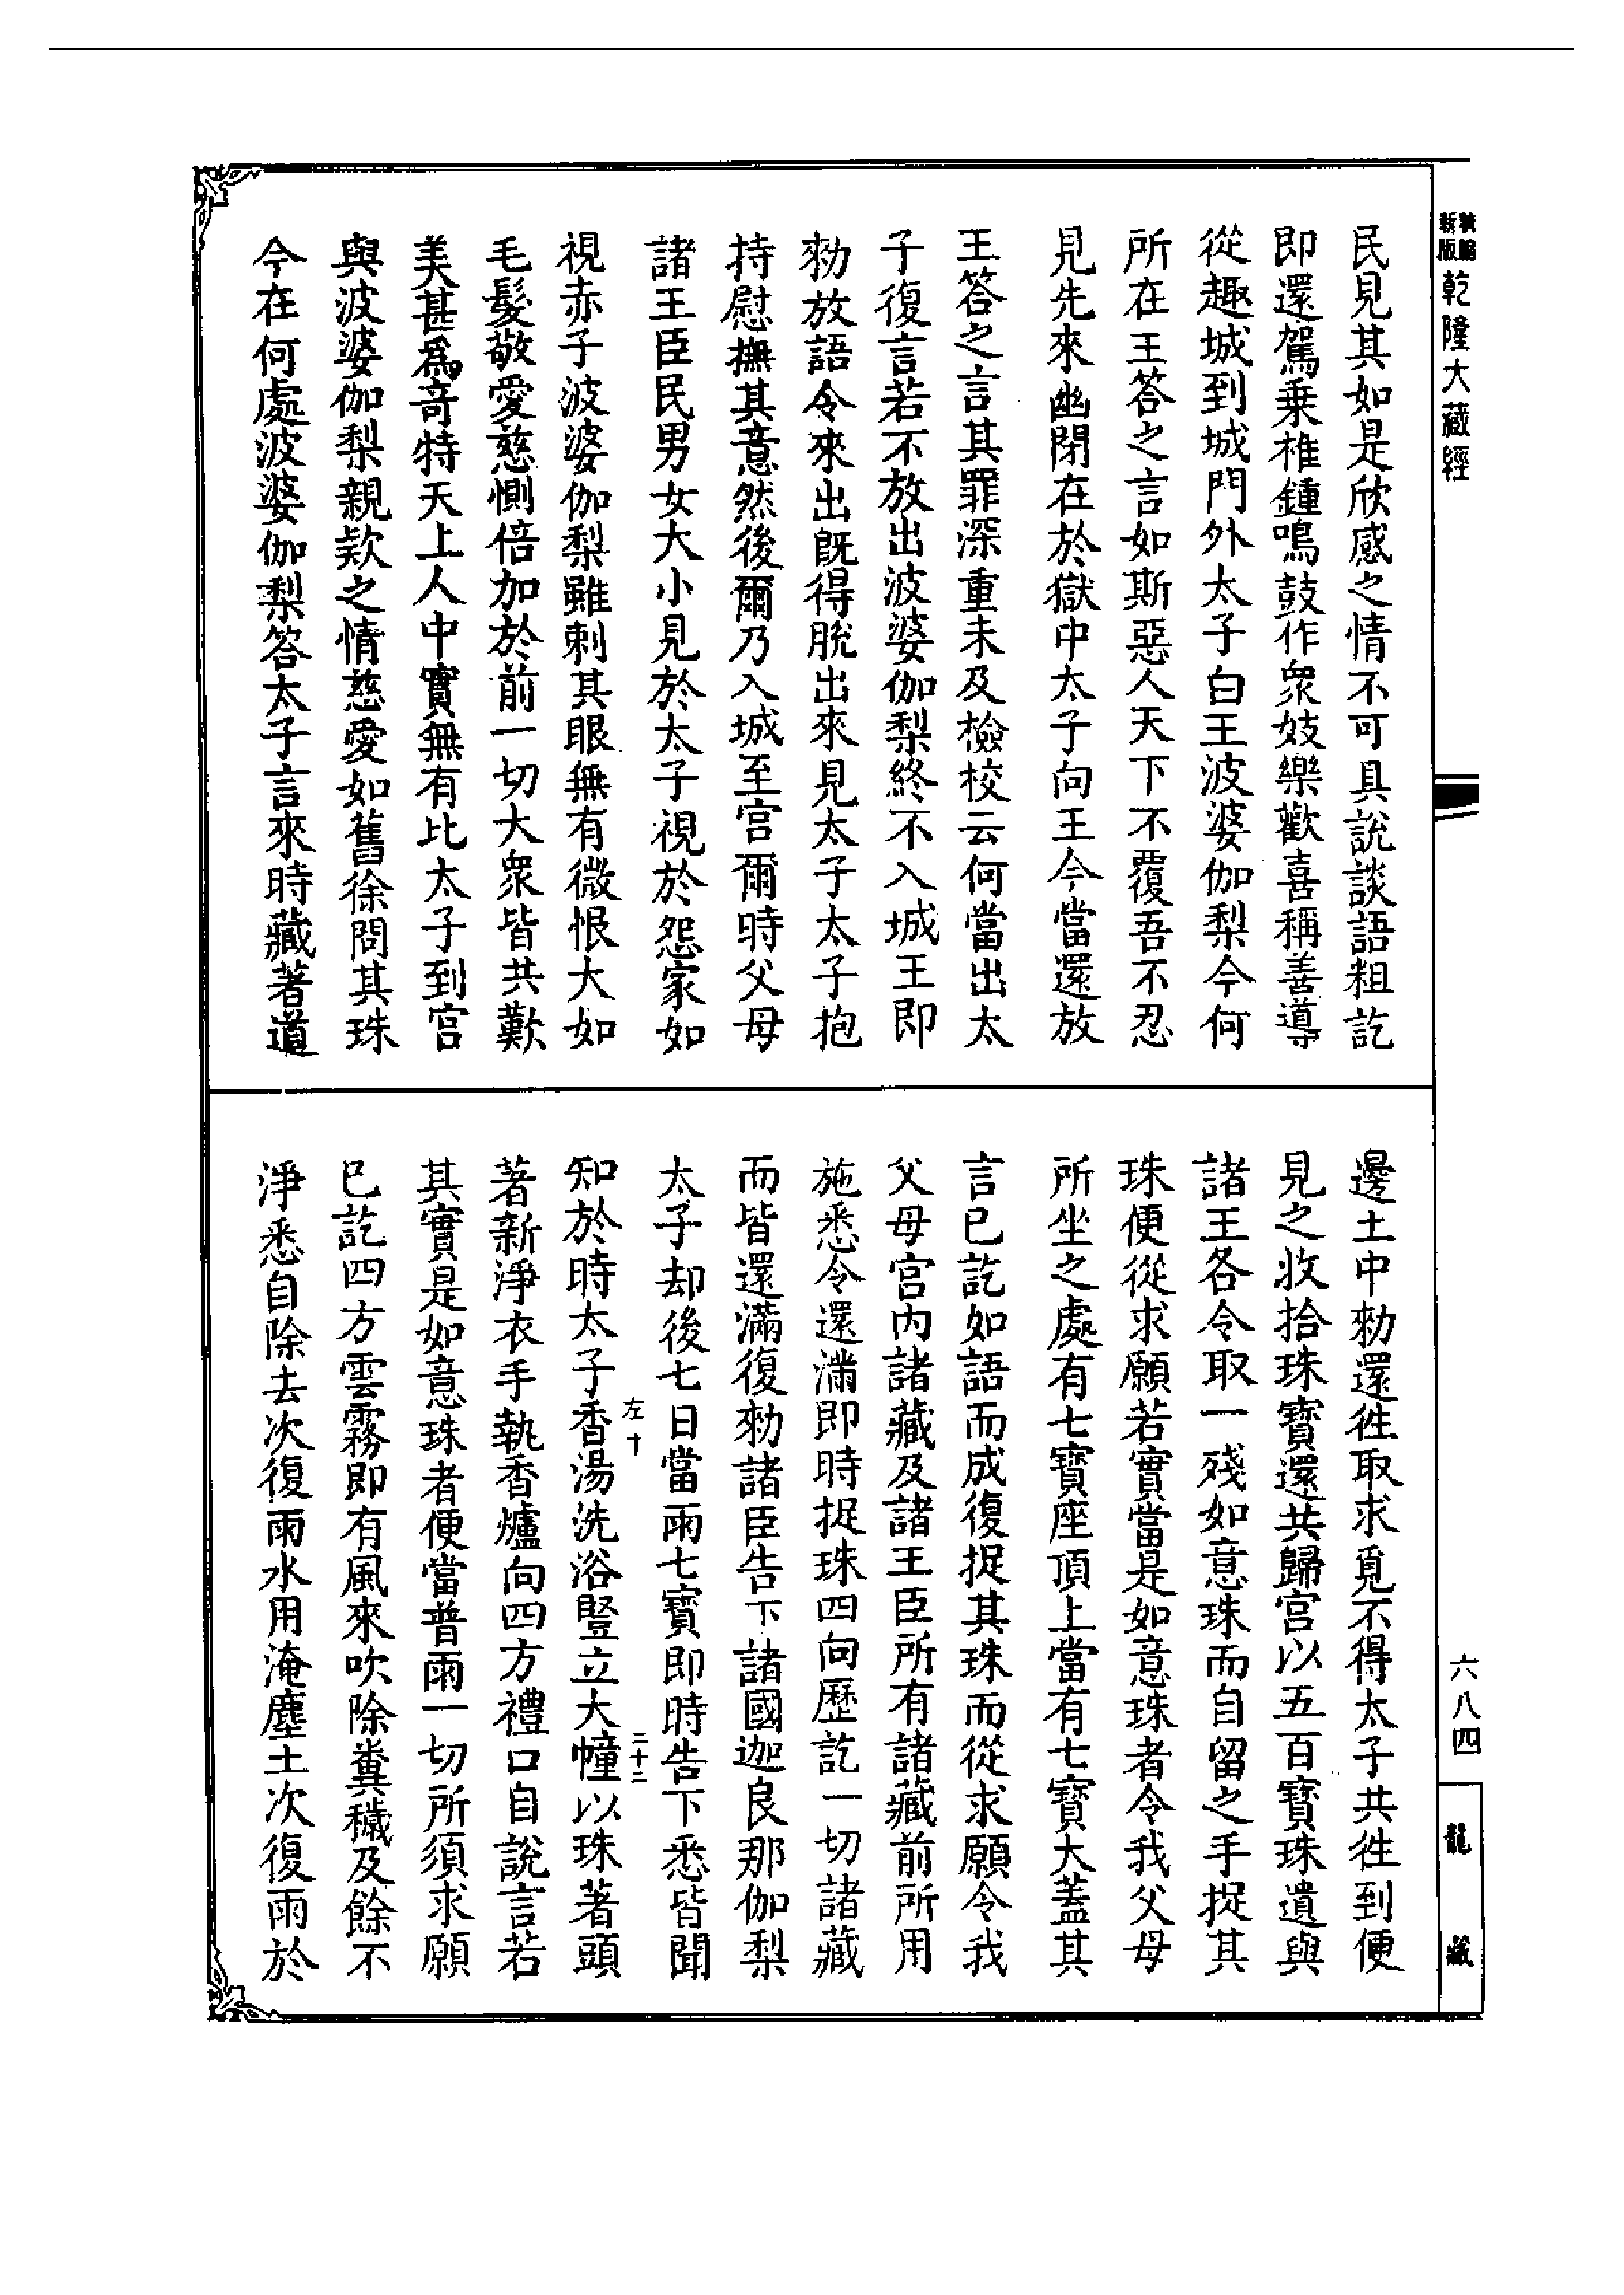 新編
新版
乾隆大藏經
民見其如是欣感之情不可具說談語粗訖
即還駕乗椎鍾鳴鼓作衆妓樂歡喜稱善導
從趣城到城門外太子白王波婆伽梨今何
所在王答之言如斯惡人天下不覆吾不忍
見先來幽閉在於獄中太子向王今當還放
王答之言其罪深重未及檢校云何當出太
子復言若不放出波婆伽梨終不入城王即
勑放語令來出旣得脫出來見太子太子抱
持慰撫其意然後爾乃入城至宮爾時父母
諸王臣民男女大小見於太子視於怨家如
視赤子波婆伽梨雖刺其眼無有微恨大如
毛髮敬愛慈惻倍加於前一切大衆皆共歎
美甚爲奇特天上人中實無有比太子到宮
與波婆伽梨親款之情慈愛如舊徐問其珠
今在何處波婆伽梨答太子言來時藏著道
邊土中勑還徃取求覓不得太子共徃到便
見之收拾珠寶還共歸宮以五百寶珠遺與
諸王各令取一殘如意珠而自留之手捉其
珠便從求願若實當是如意珠者令我父母
所坐之處有七寶座頂上當有七寶大蓋其
言已訖如語而成復捉其珠而從求願令我
父母宮内諸藏及諸王臣所有諸藏前所用
施悉令還滿即時捉珠四向歷訖一切諸藏
而皆還滿復勑諸臣告下諸國迦良那伽梨
太子却後七日當雨七寶即時告下悉皆聞
左十
二十二
知於時太子香湯洗浴豎立大幢以珠著頭
著新淨衣手執香爐向四方禮口自說言若
其實是如意珠者便當普雨一切所須求願
已訖四方雲霧即有風來吹除糞穢及餘不
淨悉自除去次復雨水用淹塵土次復雨於
六八四
龍藏